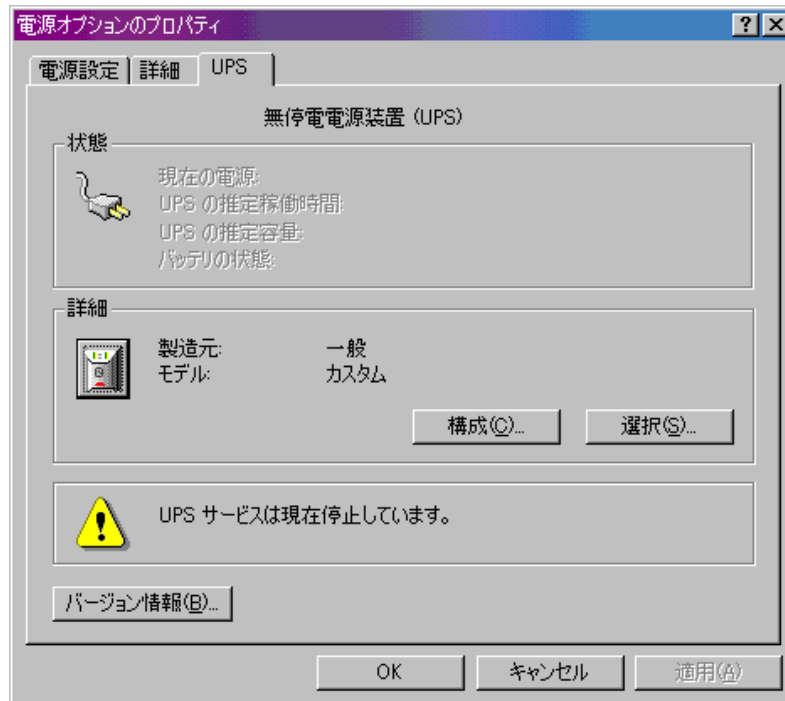 電源オプションのプロパティ
電源設定 詳細 UPS
無停電電源装置 (UPS)
状態
現在の電源:
UPS の推定稼働時間:
UPS の推定容量:
バッテリの状態:
詳細
製造元: 一般
モデル: カスタム
構成(C)... 選択(S)...
UPS サービスは現在停止しています。
バージョン情報(B)...
OK キャンセル 適用(A)